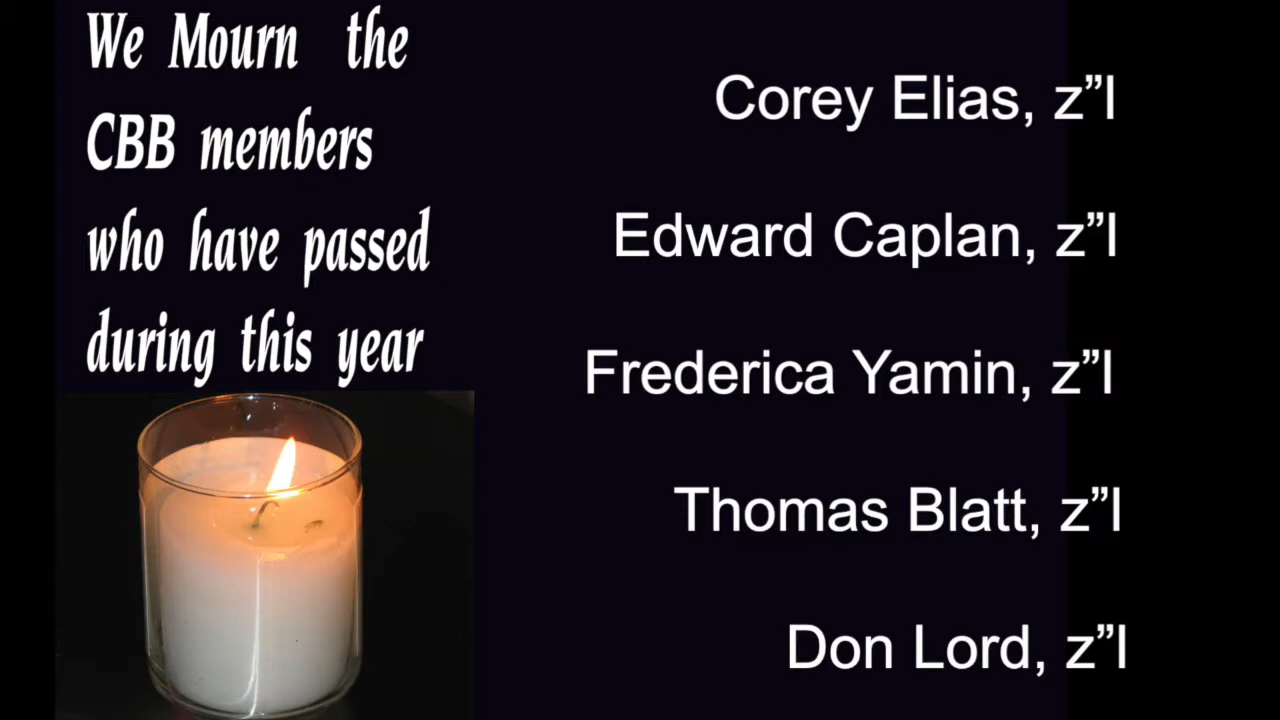 We Mourn the
CBB members
who have passed
during this year
Corey Elias, z”l
Edward Caplan, z”l
Frederica Yamin, z”l
Thomas Blatt, z”l
Don Lord, z”l